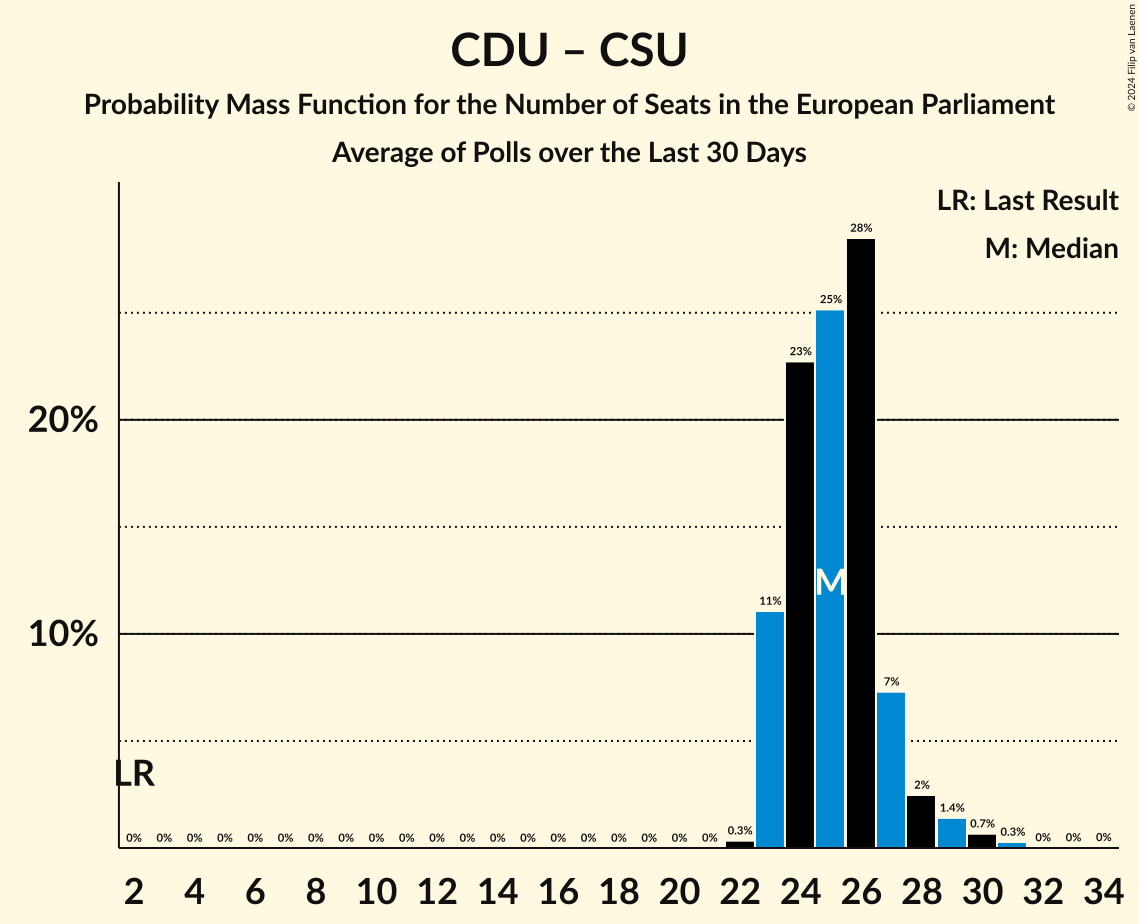 CDU – CSU
Probability Mass Function for the Number of Seats in the European Parliament
Average of Polls over the Last 30 Days
© 2024 Filip van Laenen
LR: Last Result
M: Median
28%
25%
23%
20%
M
11%
10%
7%
LR
2%
1.4%
0% 0% 0% 0% 0% 0% 0% 0% 0% 0% 0% 0% 0% 0% 0% 0% 0% 0% 0% 0% 0.3% 0.7% 0.3% 0% 0% 0%
2 4 6 8 10 12 14 16 18 20 22 24 26 28 30 32 34